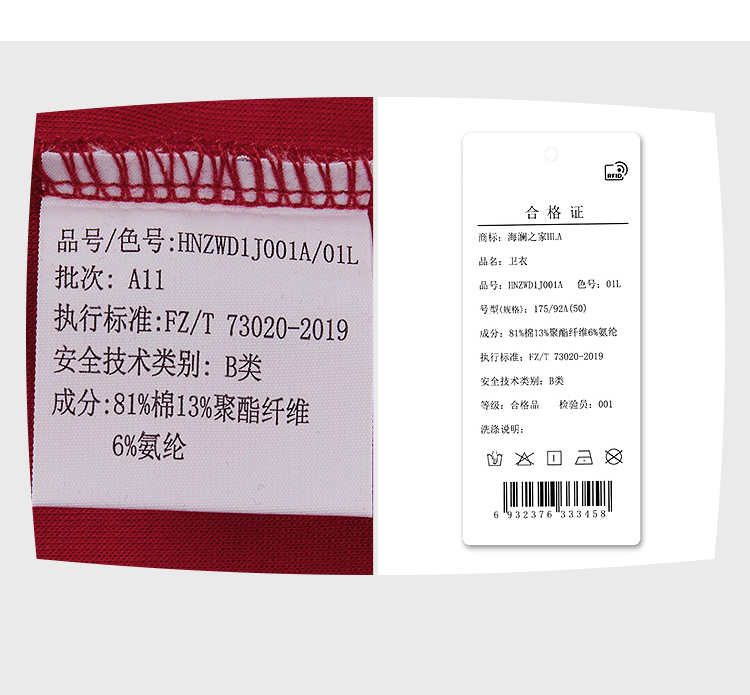 品号/色号:HNZWD1J001A/01L
批次: A11
执行标准:FZ/T 73020-2019
安全技术类别: B类
成分:81%棉13%聚酯纤维
6%氨纶
RFID
合格证
商标: 海澜之家HLA
品名: 卫衣
品号: HNZWD1J001A 色号: 01L
号型(规格): 175/92A(50)
成分: 81%棉13%聚酯纤维6%氨纶
执行标准: FZ/T 73020-2019
安全技术类别: B类
等级: 合格品 检验员: 001
洗涤说明:
6 932376 333458